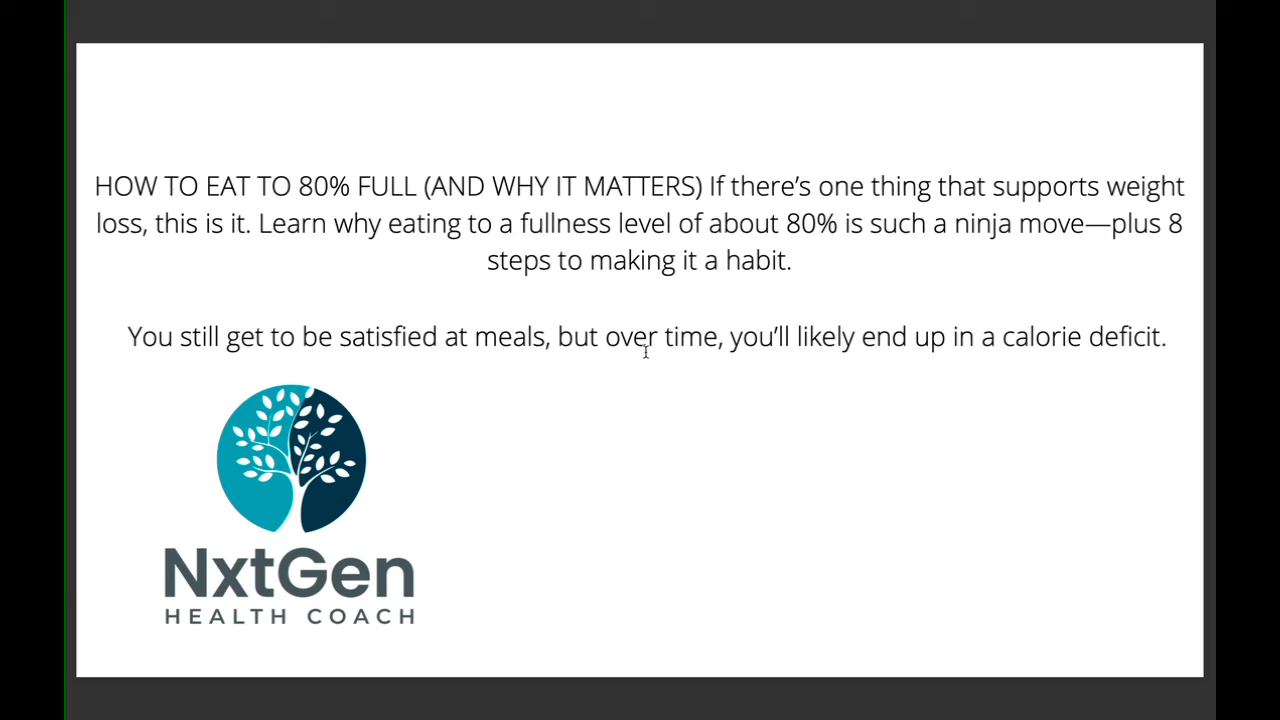 HOW TO EAT TO 80% FULL (AND WHY IT MATTERS) If there’s one thing that supports weight
loss, this is it. Learn why eating to a fullness level of about 80% is such a ninja move—plus 8
steps to making it a habit.
You still get to be satisfied at meals, but over time, you’ll likely end up in a calorie deficit.
NxtGen
HEALTH COACH